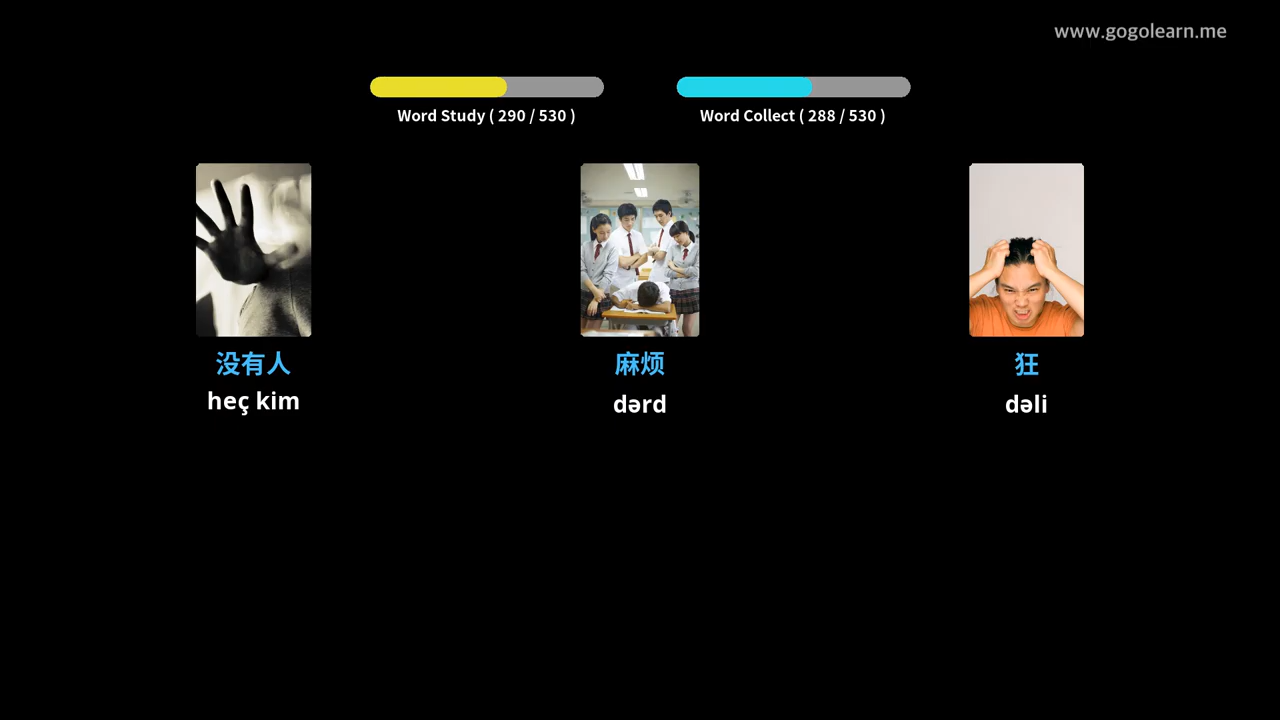 www.gogolearn.me
Word Study ( 290 / 530 )
Word Collect ( 288 / 530 )
没有人
麻烦
狂
heç kim
dərd
dəli